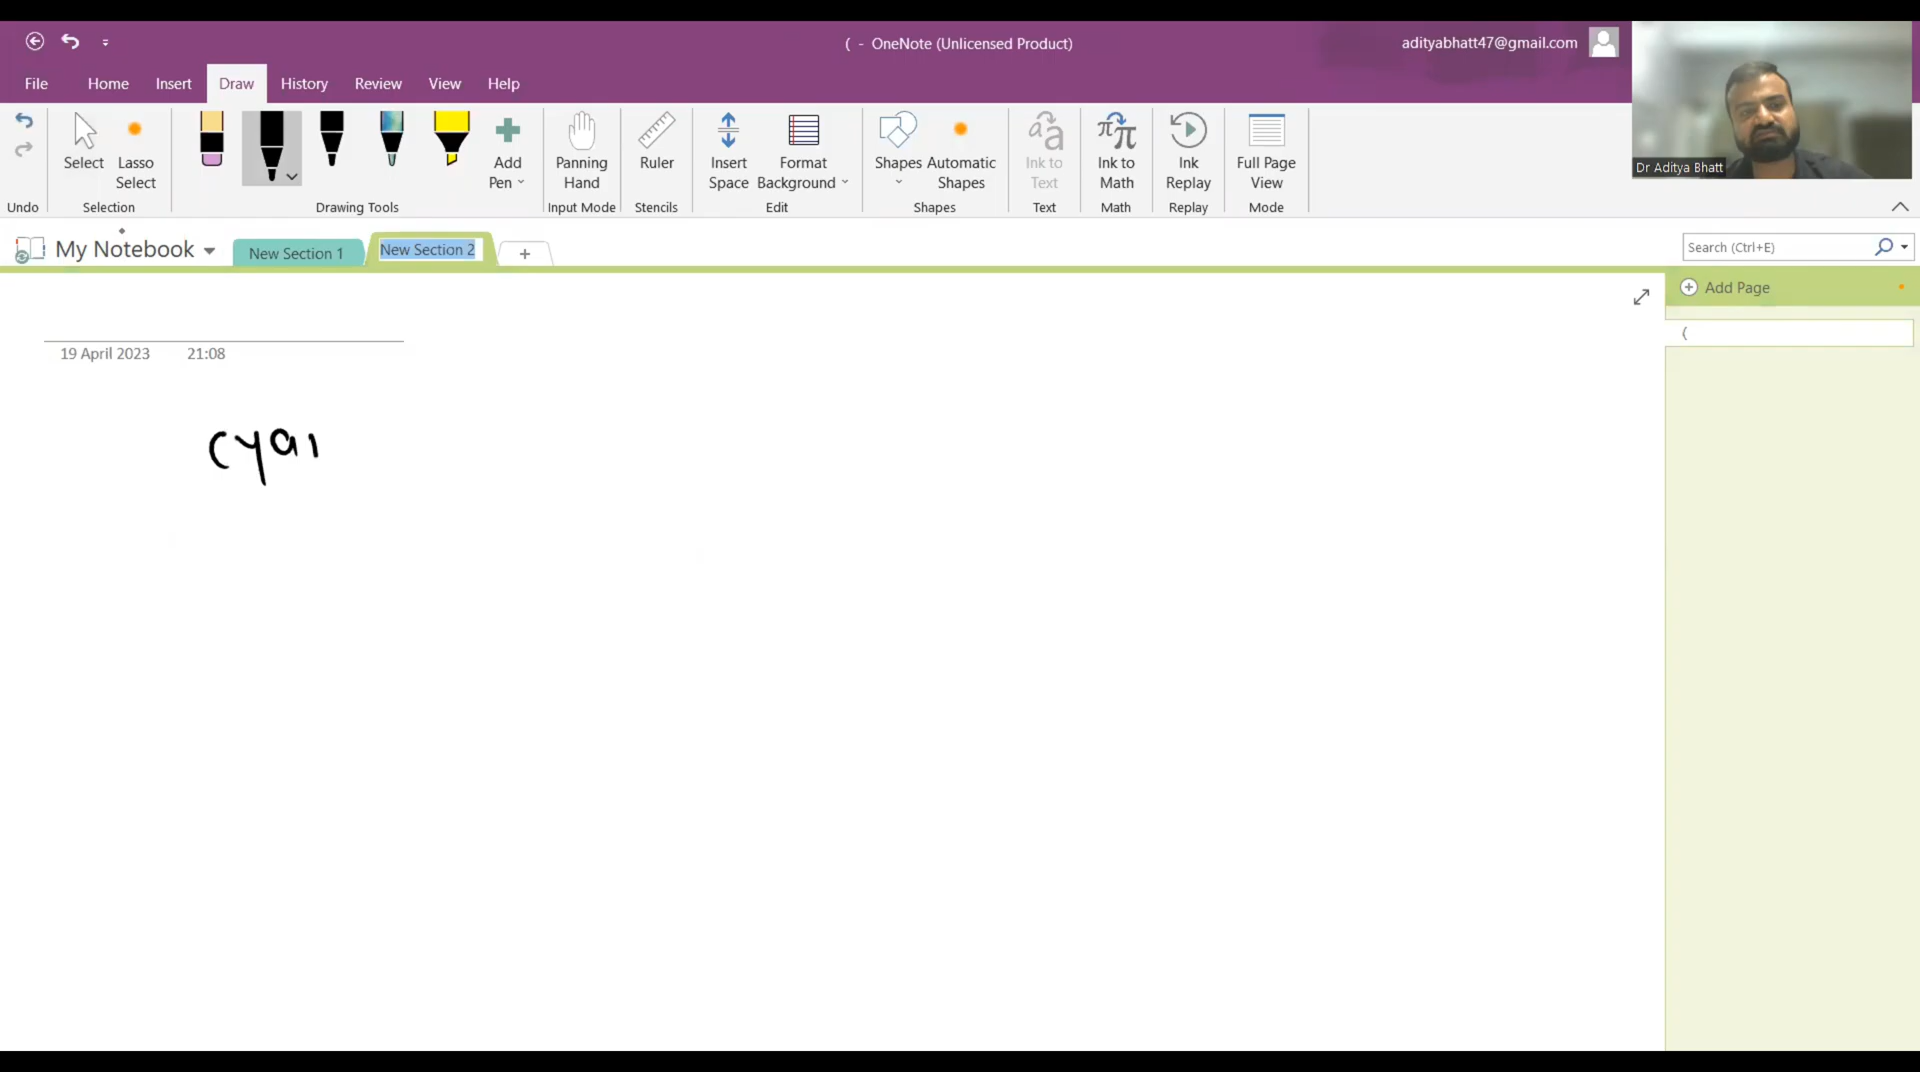 ( - OneNote (Unlicensed Product)
adityabhatt47@gmail.com
File Home Insert Draw History Review View Help
Select
Lasso Select
Add Pen
Panning Hand
Ruler
Insert Space
Format Background
Shapes
Automatic Shapes
Ink to Text
Ink to Math
Ink Replay
Full Page View
Undo Selection Drawing Tools Input Mode Stencils Edit Shapes Text Math Replay Mode
Dr Aditya Bhatt
My Notebook New Section 1 New Section 2 +
Search (Ctrl+E)
Add Page
(
19 April 2023 21:08
cyai